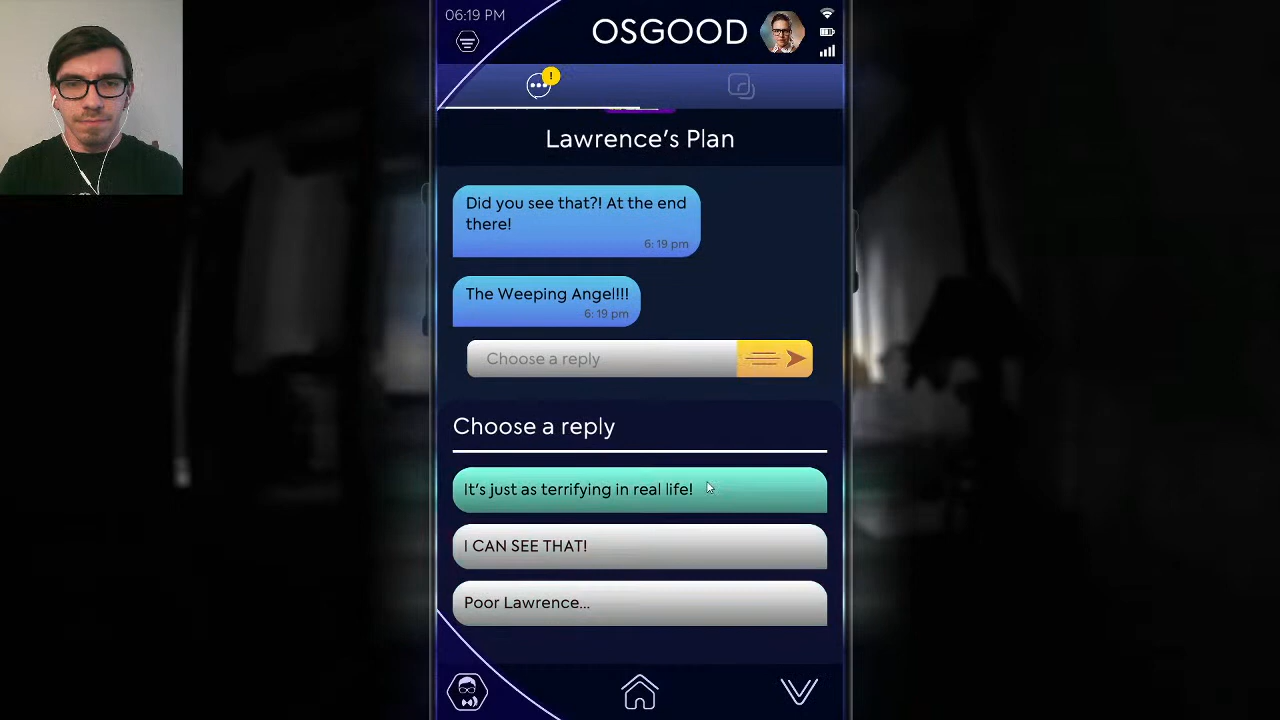 06:19 PM
OSGOOD
!
Lawrence's Plan
Did you see that?! At the end
there!
6:19 pm
The Weeping Angel!!!
6:19 pm
Choose a reply
Choose a reply
It's just as terrifying in real life!
I CAN SEE THAT!
Poor Lawrence...